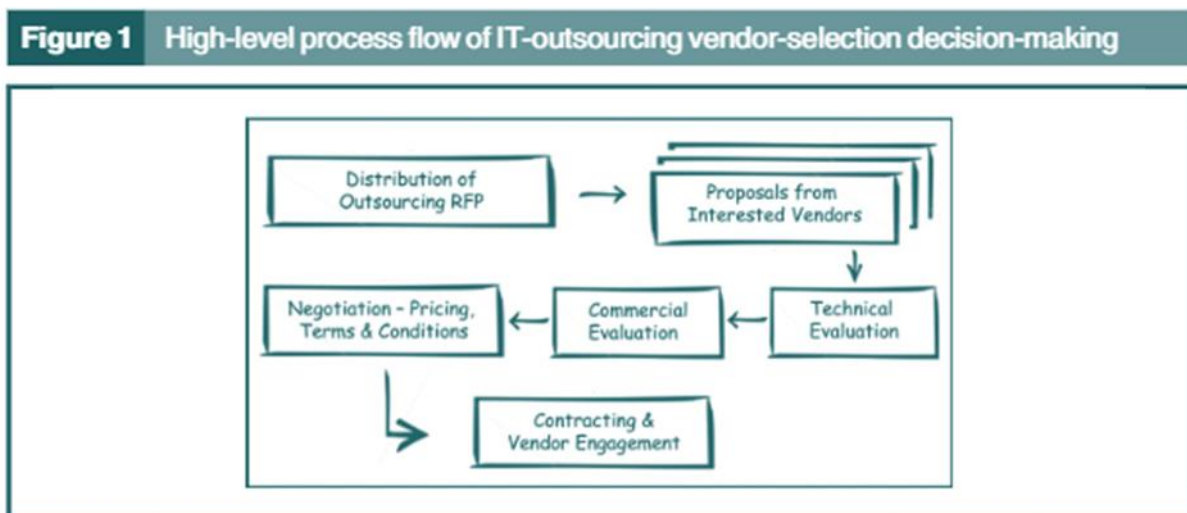 Figure 1 High-level process flow of IT-outsourcing vendor-selection decision-making
Distribution of
Outsourcing RFP
Proposals from
Interested Vendors
Negotiation - Pricing,
Terms & Conditions
Commercial
Evaluation
Technical
Evaluation
Contracting &
Vendor Engagement